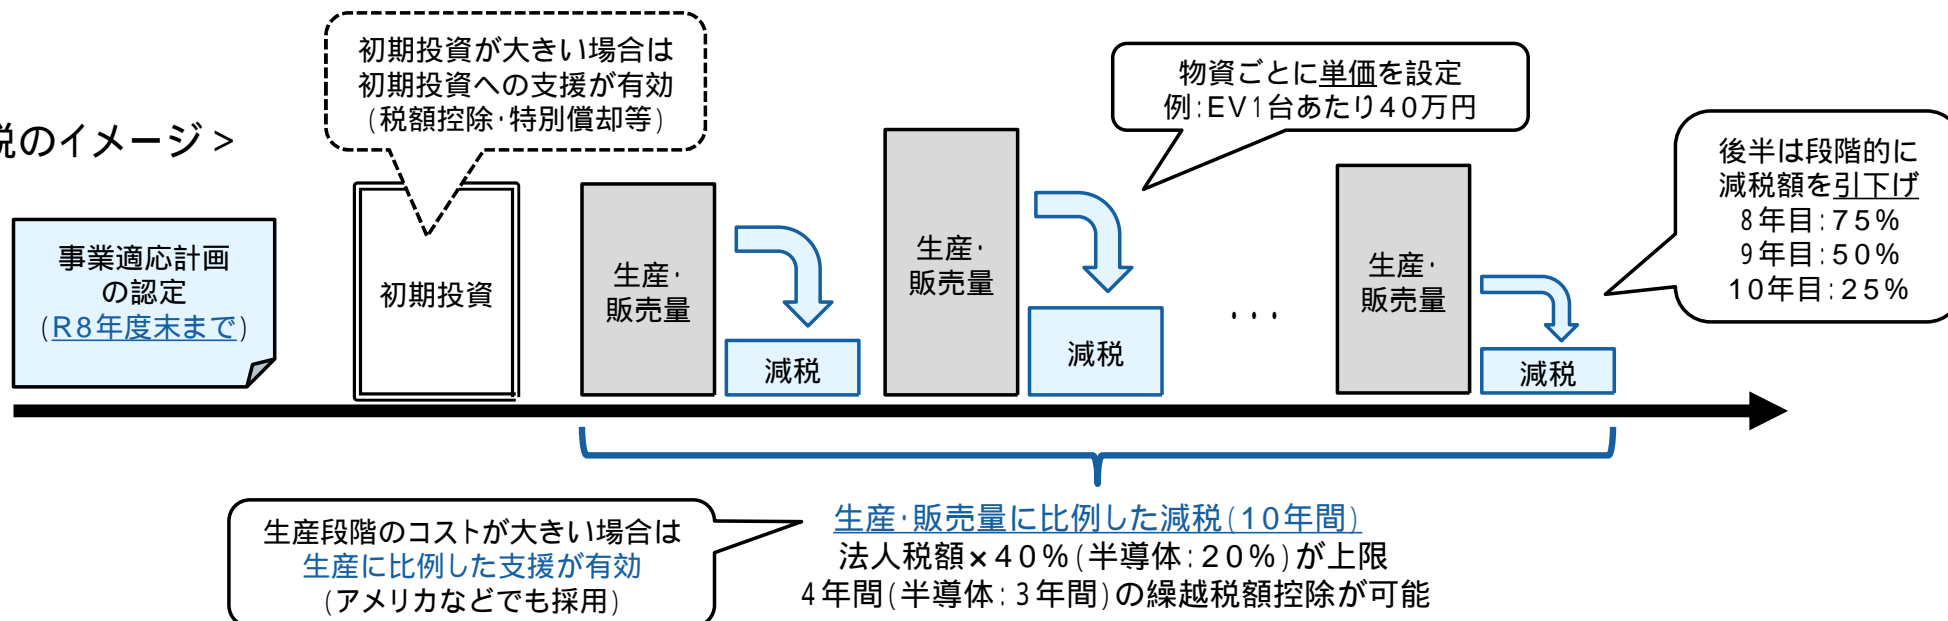 税のイメージ >
初期投資が大きい場合は
初期投資への支援が有効
(税額控除・特別償却等)
物資ごとに単価を設定
例:EV1台あたり40万円
後半は段階的に
減税額を引下げ
8年目:75%
9年目:50%
10年目:25%
事業適応計画
の認定
(R8年度末まで)
初期投資
生産・
販売量
減税
生産・
販売量
減税
・・・
生産・
販売量
減税
生産段階のコストが大きい場合は
生産に比例した支援が有効
(アメリカなどでも採用)
生産・販売量に比例した減税(10年間)
法人税額×40%(半導体:20%)が上限
4年間(半導体:3年間)の繰越税額控除が可能